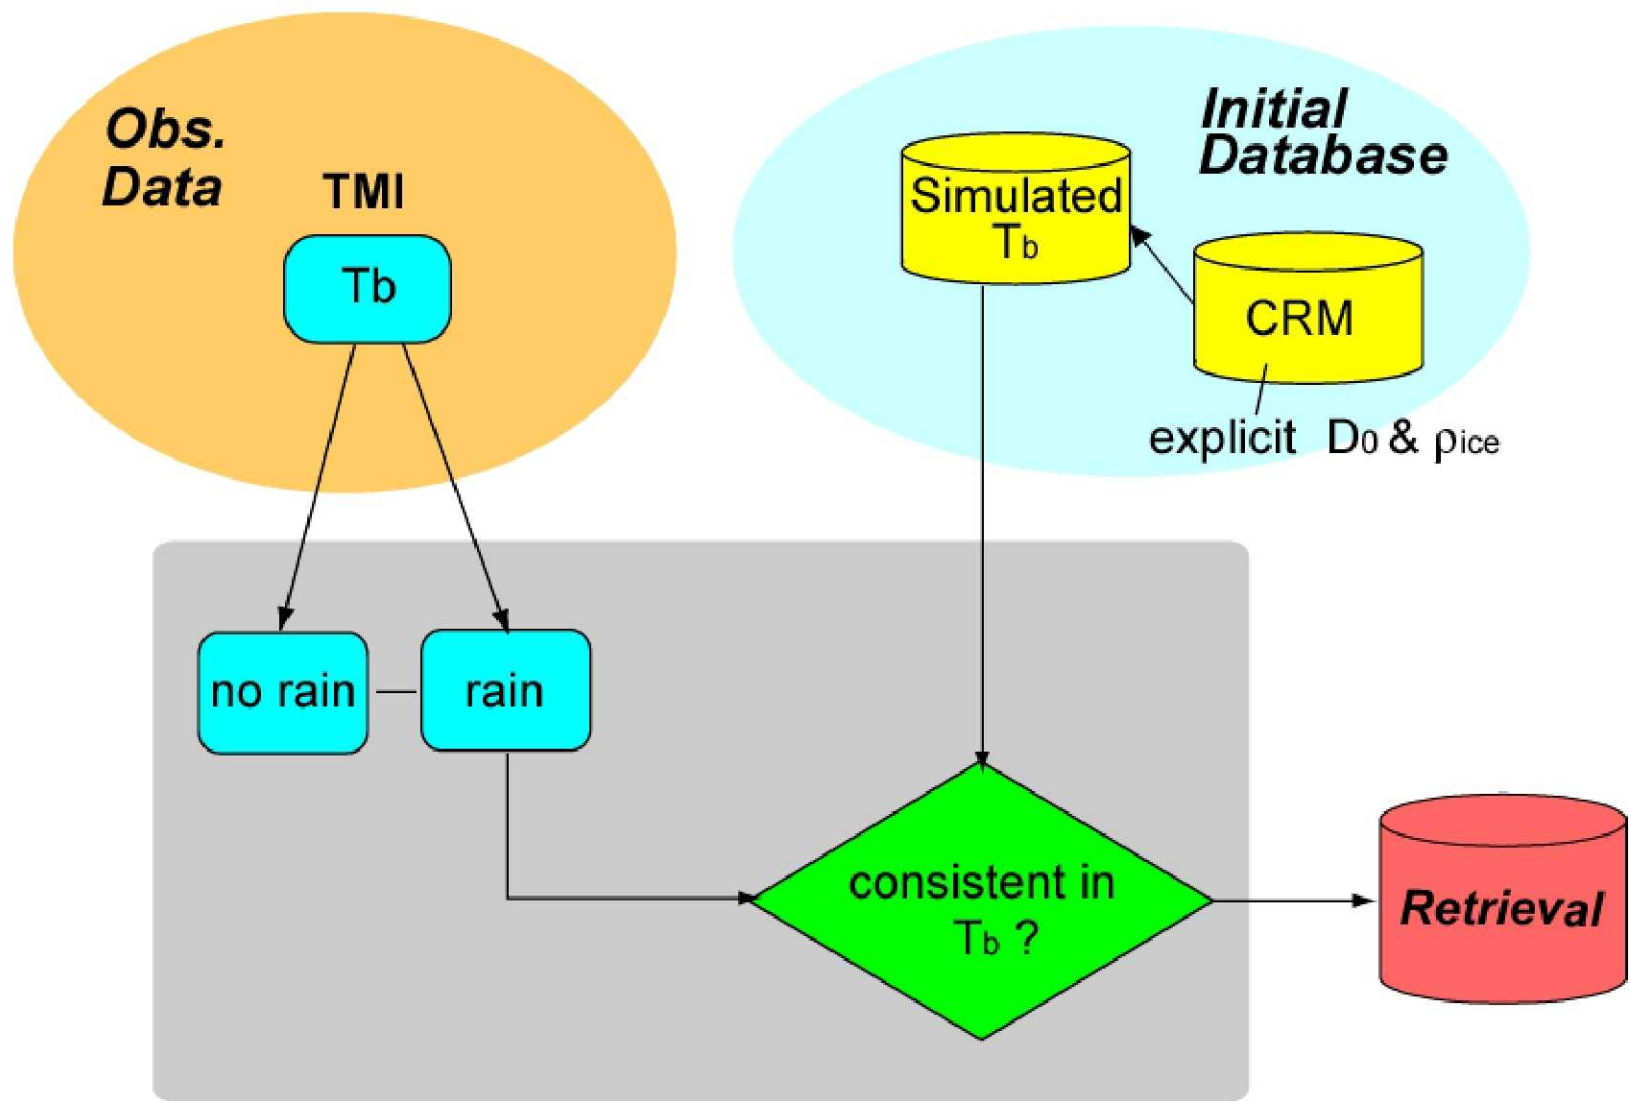 Obs.
Data
TMI
Tb
Initial
Database
Simulated
Tb
CRM
explicit D0 & ρice
no rain
rain
consistent in
Tb ?
Retrieval